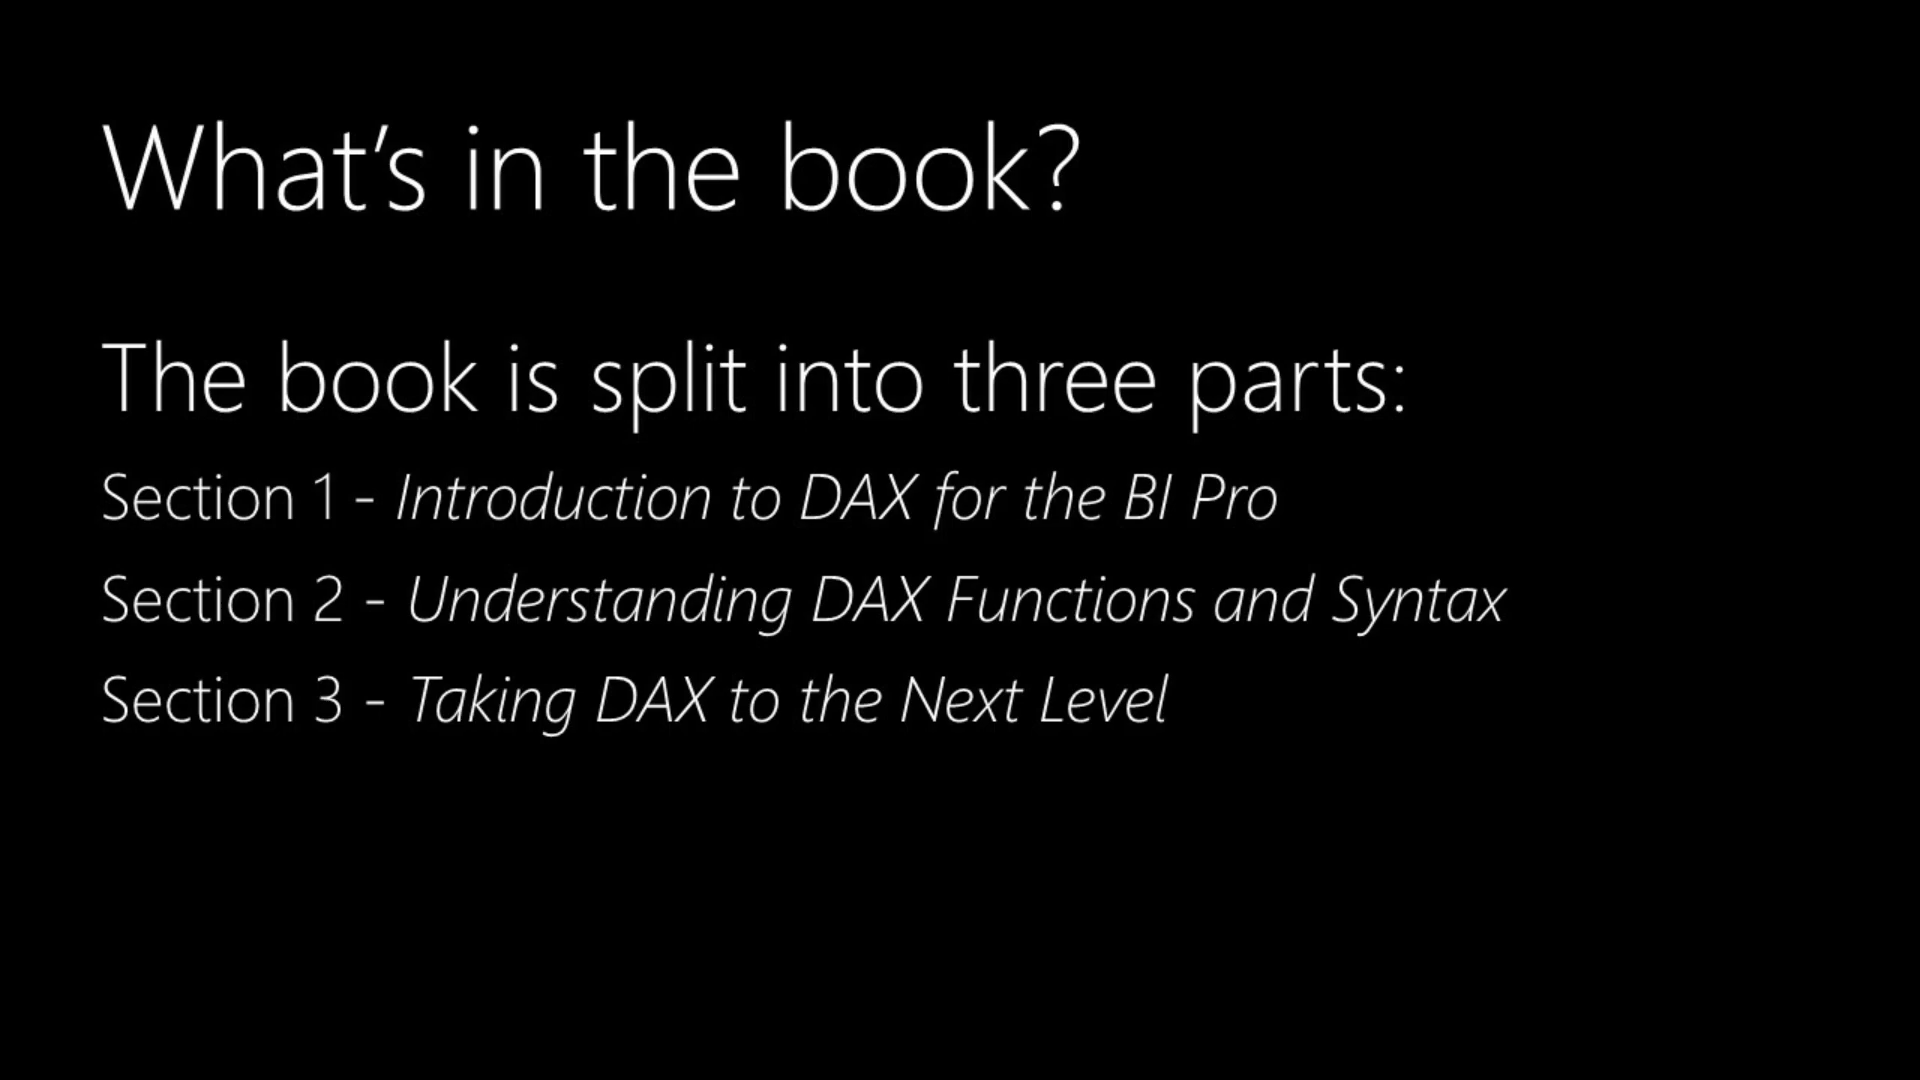 What’s in the book?
The book is split into three parts:
Section 1 - Introduction to DAX for the BI Pro
Section 2 - Understanding DAX Functions and Syntax
Section 3 - Taking DAX to the Next Level